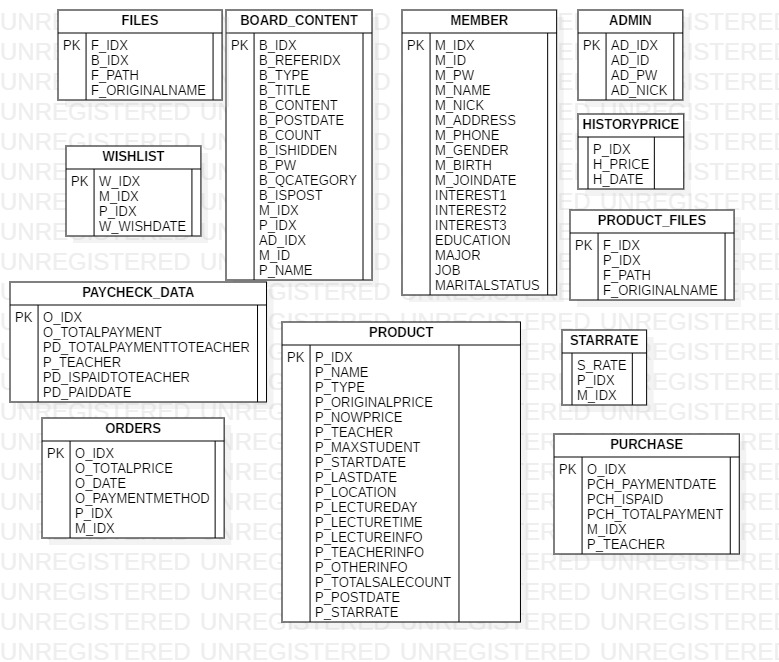 FILES
PK F_IDX
B_IDX
F_PATH
F_ORIGINALNAME
BOARD_CONTENT
PK B_IDX
B_REFERIDX
B_TYPE
B_TITLE
B_CONTENT
B_POSTDATE
B_COUNT
B_ISHIDDEN
B_PW
B_QCATEGORY
B_ISPOST
M_IDX
P_IDX
AD_IDX
M_ID
P_NAME
MEMBER
PK M_IDX
M_ID
M_PW
M_NAME
M_NICK
M_ADDRESS
M_PHONE
M_GENDER
M_BIRTH
M_JOINDATE
INTEREST1
INTEREST2
INTEREST3
EDUCATION
MAJOR
JOB
MARITALSTATUS
ADMIN
PK AD_IDX
AD_ID
AD_PW
AD_NICK
HISTORYPRICE
P_IDX
H_PRICE
H_DATE
WISHLIST
PK W_IDX
M_IDX
P_IDX
W_WISHDATE
PRODUCT_FILES
PK F_IDX
P_IDX
F_PATH
F_ORIGINALNAME
PAYCHECK_DATA
PK O_IDX
O_TOTALPAYMENT
PD_TOTALPAYMENTTOTEACHER
P_TEACHER
PD_ISPAIDTOTEACHER
PD_PAIDDATE
PRODUCT
PK P_IDX
P_NAME
P_TYPE
P_ORIGINALPRICE
P_NOWPRICE
P_TEACHER
P_MAXSTUDENT
P_STARTDATE
P_LASTDATE
P_LOCATION
P_LECTUREDAY
P_LECTURETIME
P_LECTUREINFO
P_TEACHERINFO
P_OTHERINFO
P_TOTALSALECOUNT
P_POSTDATE
P_STARRATE
STARRATE
S_RATE
P_IDX
M_IDX
ORDERS
PK O_IDX
O_TOTALPRICE
O_DATE
O_PAYMENTMETHOD
P_IDX
M_IDX
PURCHASE
PK O_IDX
PCH_PAYMENTDATE
PCH_ISPAID
PCH_TOTALPAYMENT
M_IDX
P_TEACHER
UNREGISTERED